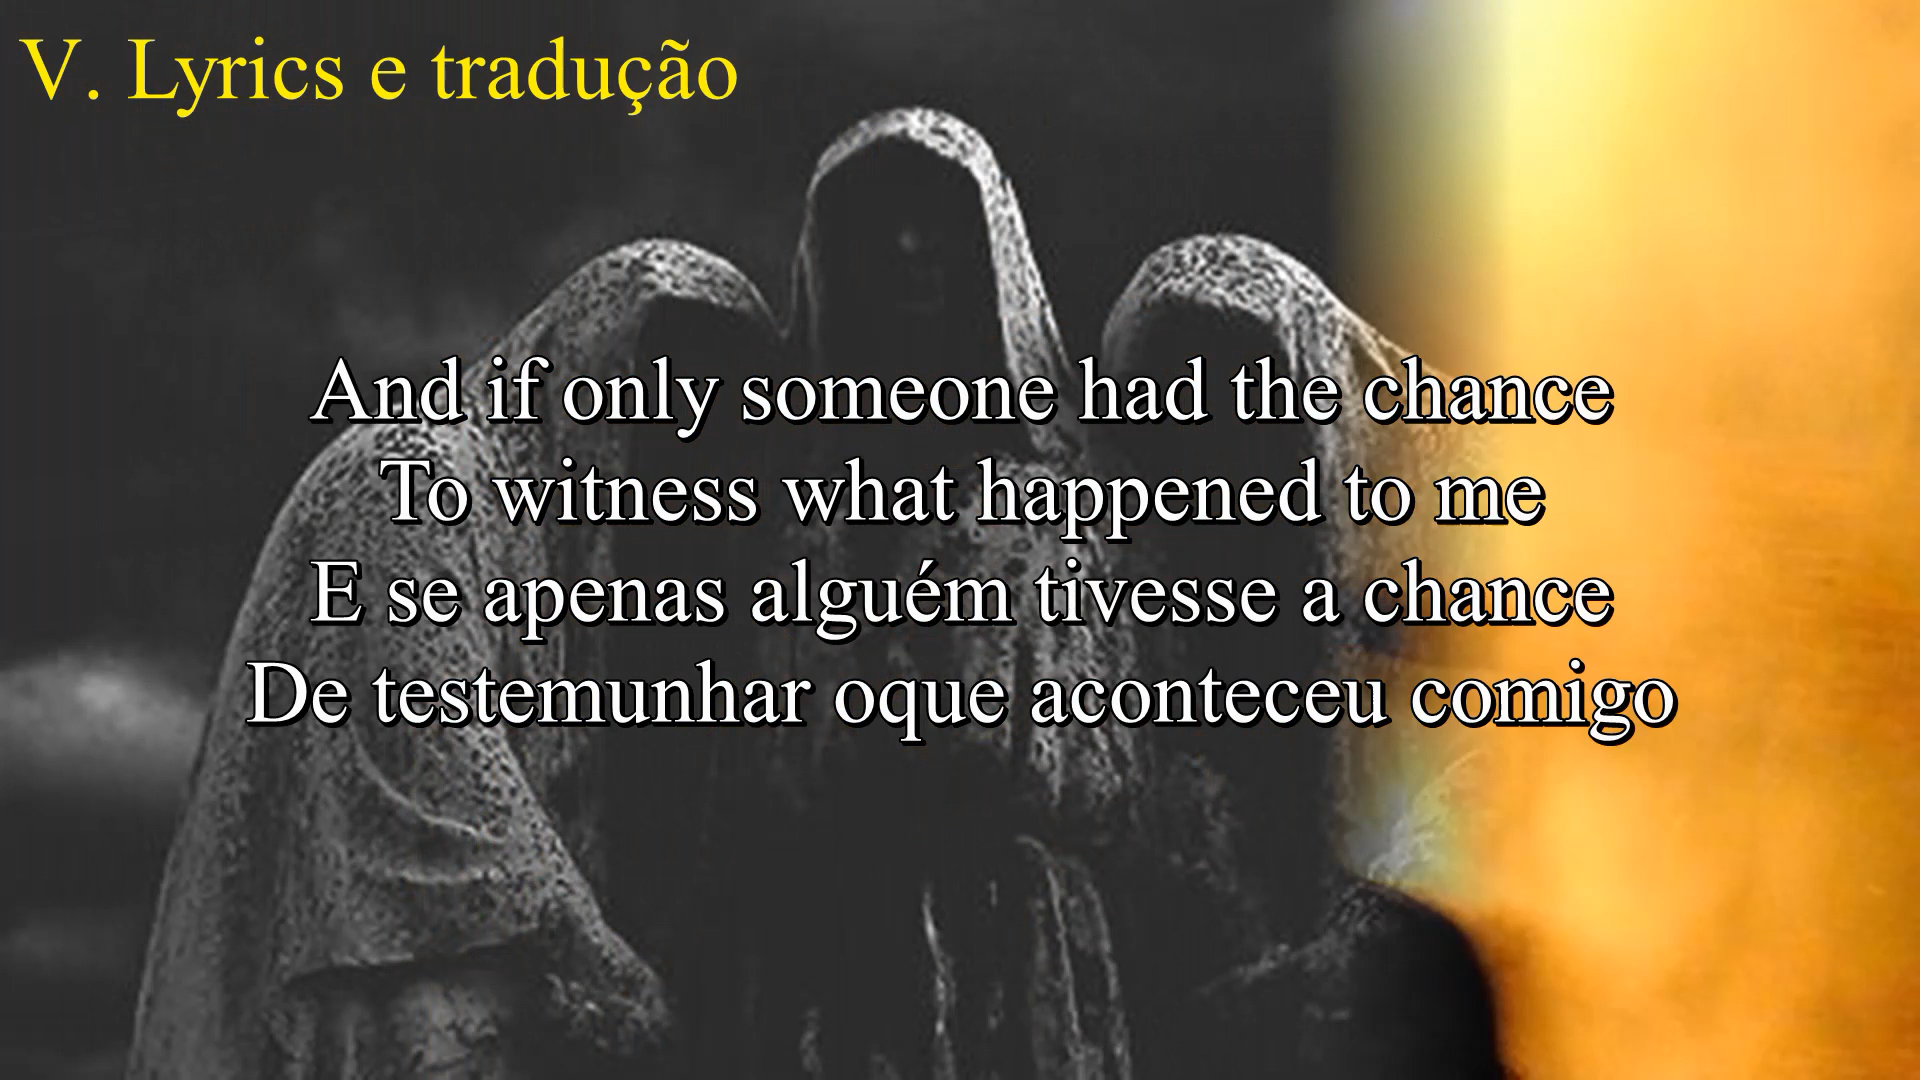 V. Lyrics e tradução
And if only someone had the chance
To witness what happened to me
E se apenas alguém tivesse a chance
De testemunhar oque aconteceu comigo